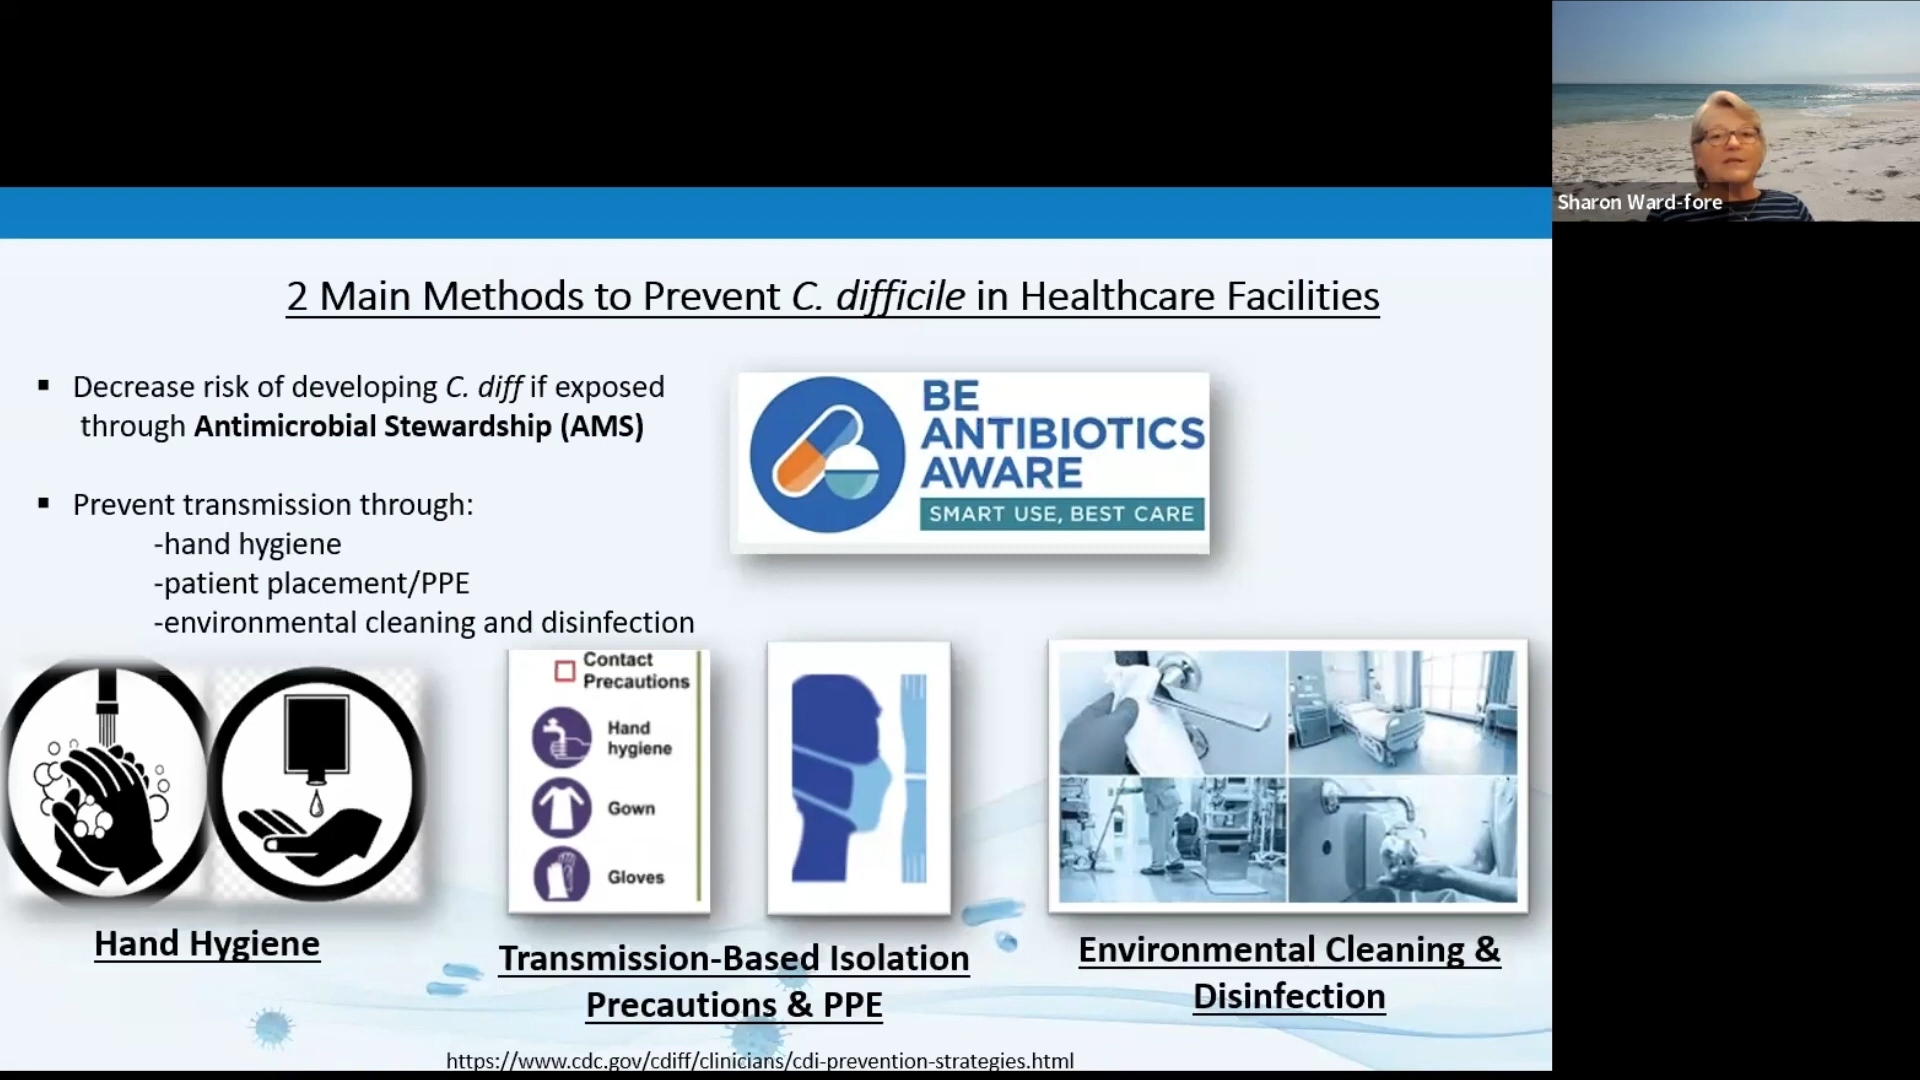 Sharon Ward-fore
2 Main Methods to Prevent C. difficile in Healthcare Facilities
▪ Decrease risk of developing C. diff if exposed
through Antimicrobial Stewardship (AMS)
▪ Prevent transmission through:
-hand hygiene
-patient placement/PPE
-environmental cleaning and disinfection
BE
ANTIBIOTICS
AWARE
SMART USE, BEST CARE
Contact
Precautions
Hand
hygiene
Gown
Gloves
Hand Hygiene
Transmission-Based Isolation
Precautions & PPE
Environmental Cleaning &
Disinfection
https://www.cdc.gov/cdiff/clinicians/cdi-prevention-strategies.html